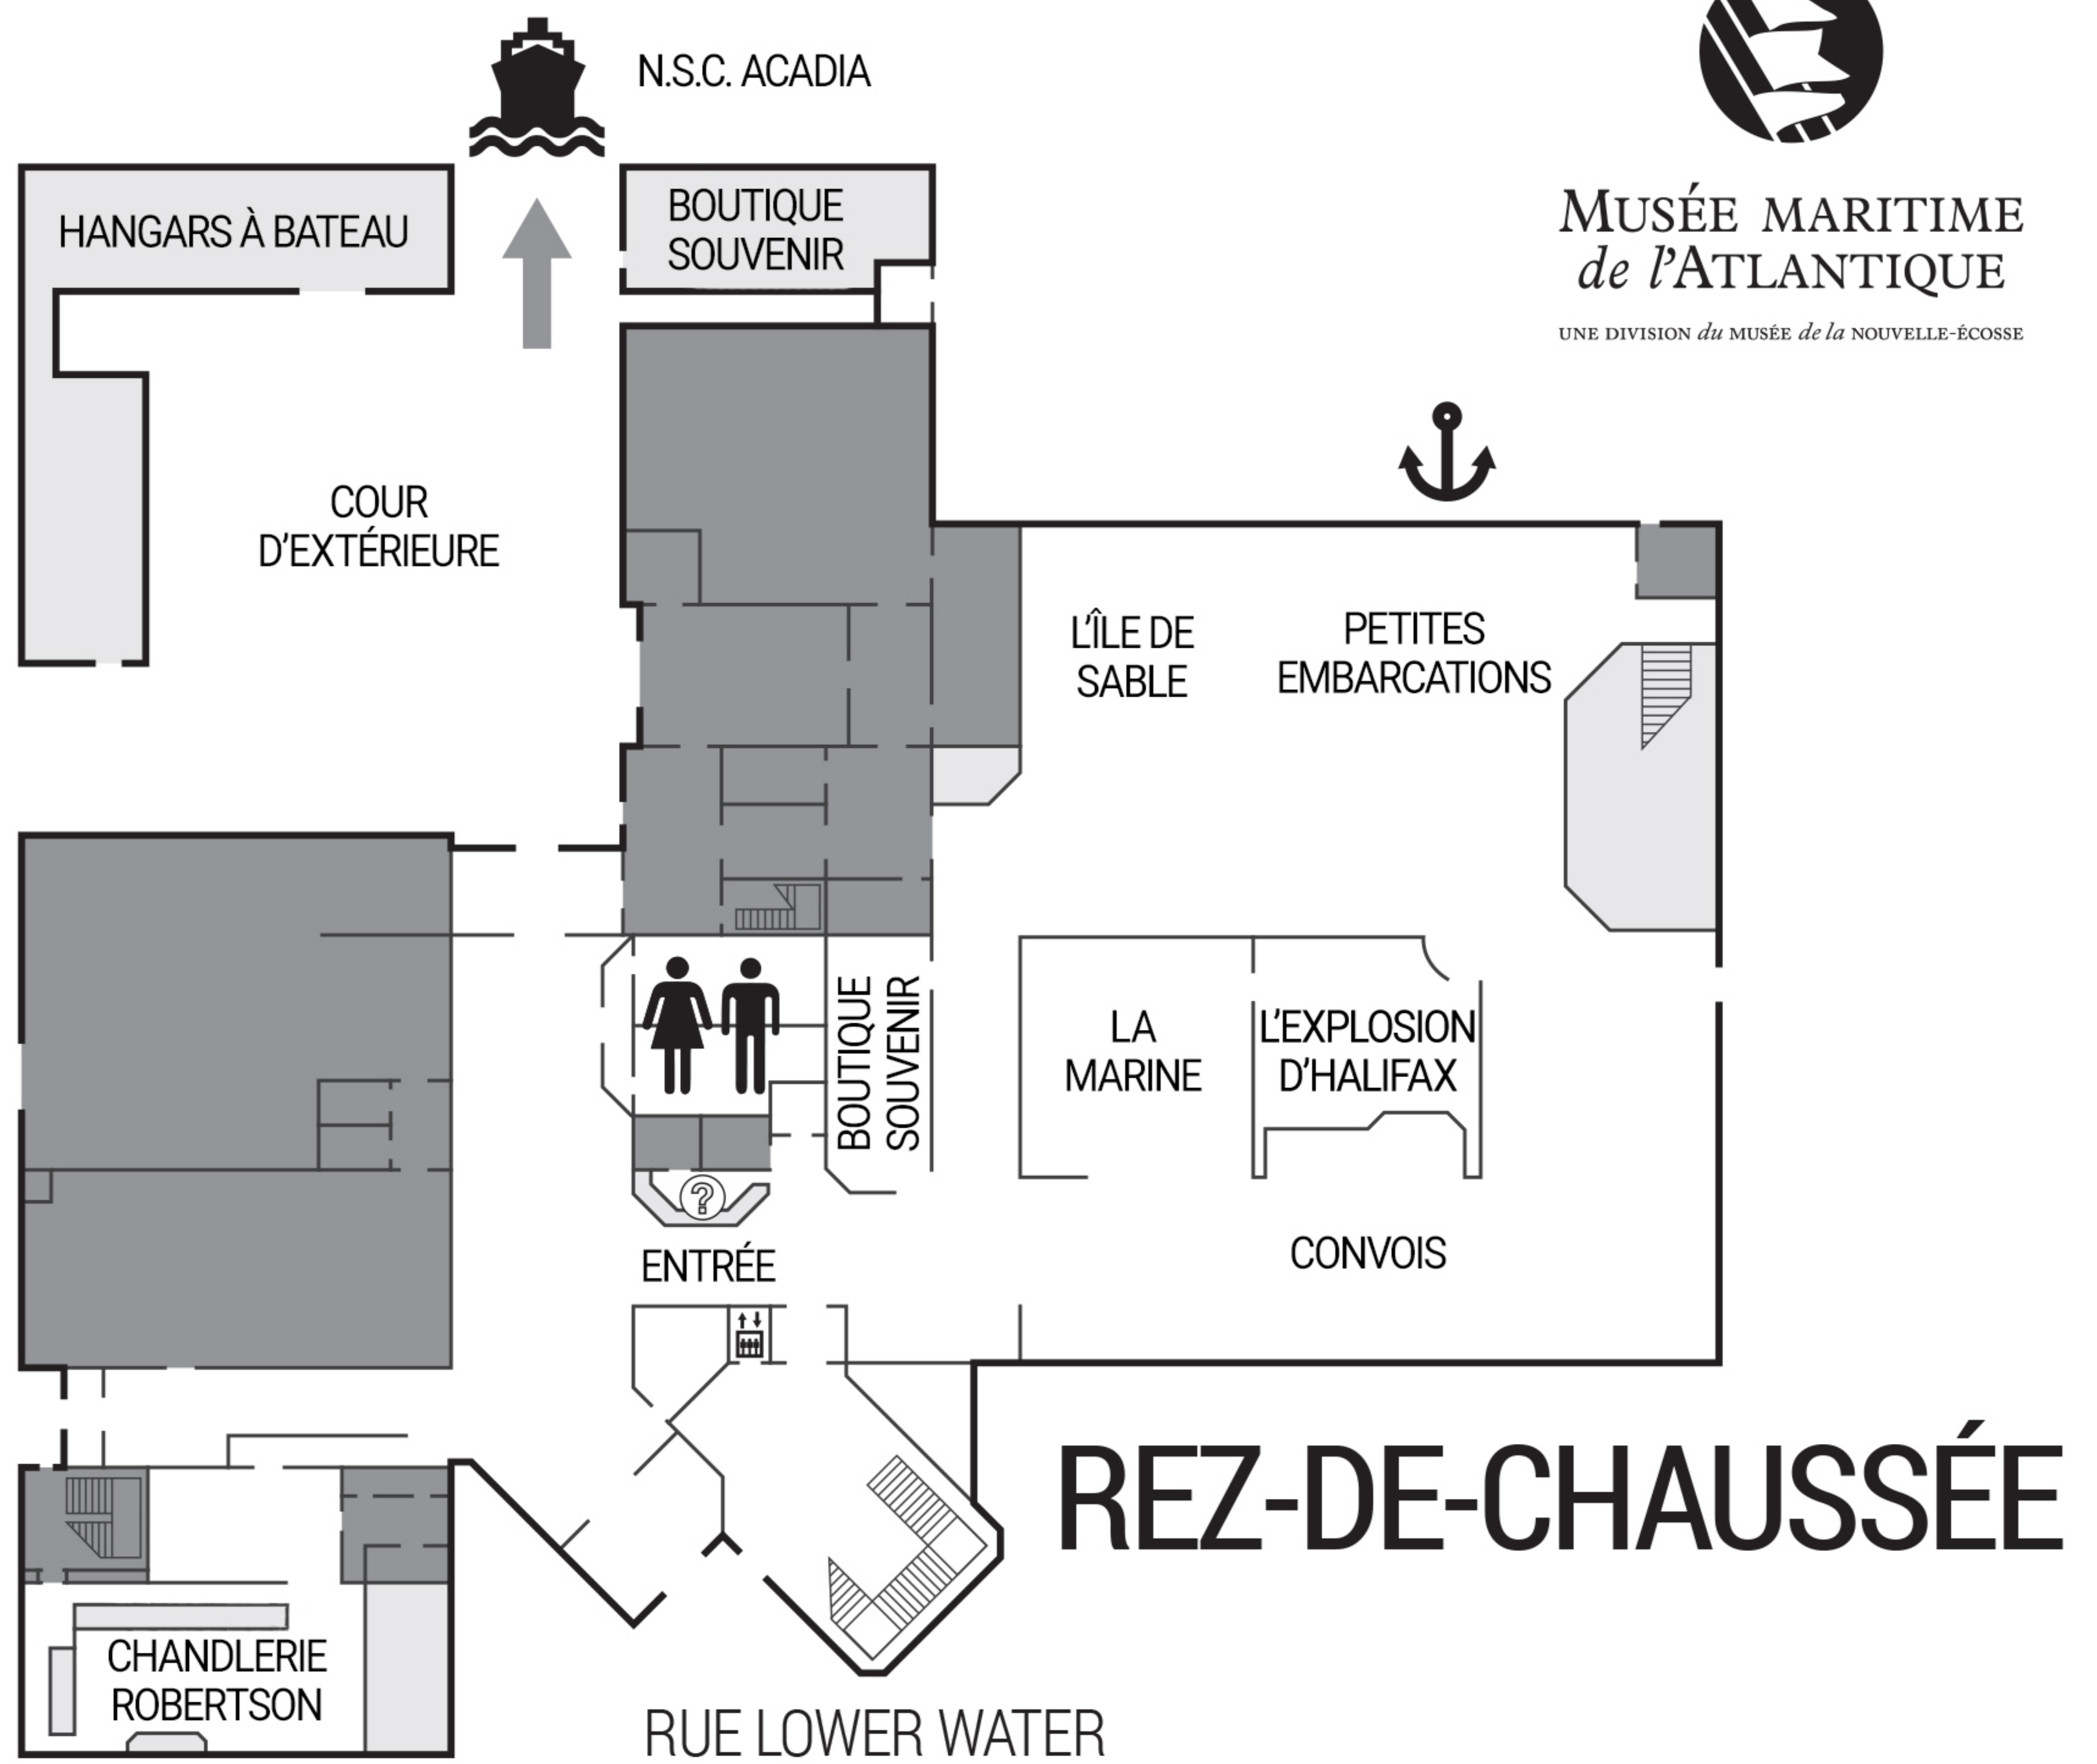 N.S.C. ACADIA
MUSÉE MARITIME
de l'ATLANTIQUE
UNE DIVISION du MUSÉE de la NOUVELLE-ÉCOSSE
HANGARS À BATEAU
BOUTIQUE
SOUVENIR
COUR
D'EXTÉRIEURE
L'ÎLE DE
SABLE
PETITES
EMBARCATIONS
BOUTIQUE
SOUVENIR
LA
MARINE
L'EXPLOSION
D'HALIFAX
?
ENTRÉE
CONVOIS
REZ-DE-CHAUSSÉE
CHANDLERIE
ROBERTSON
RUE LOWER WATER